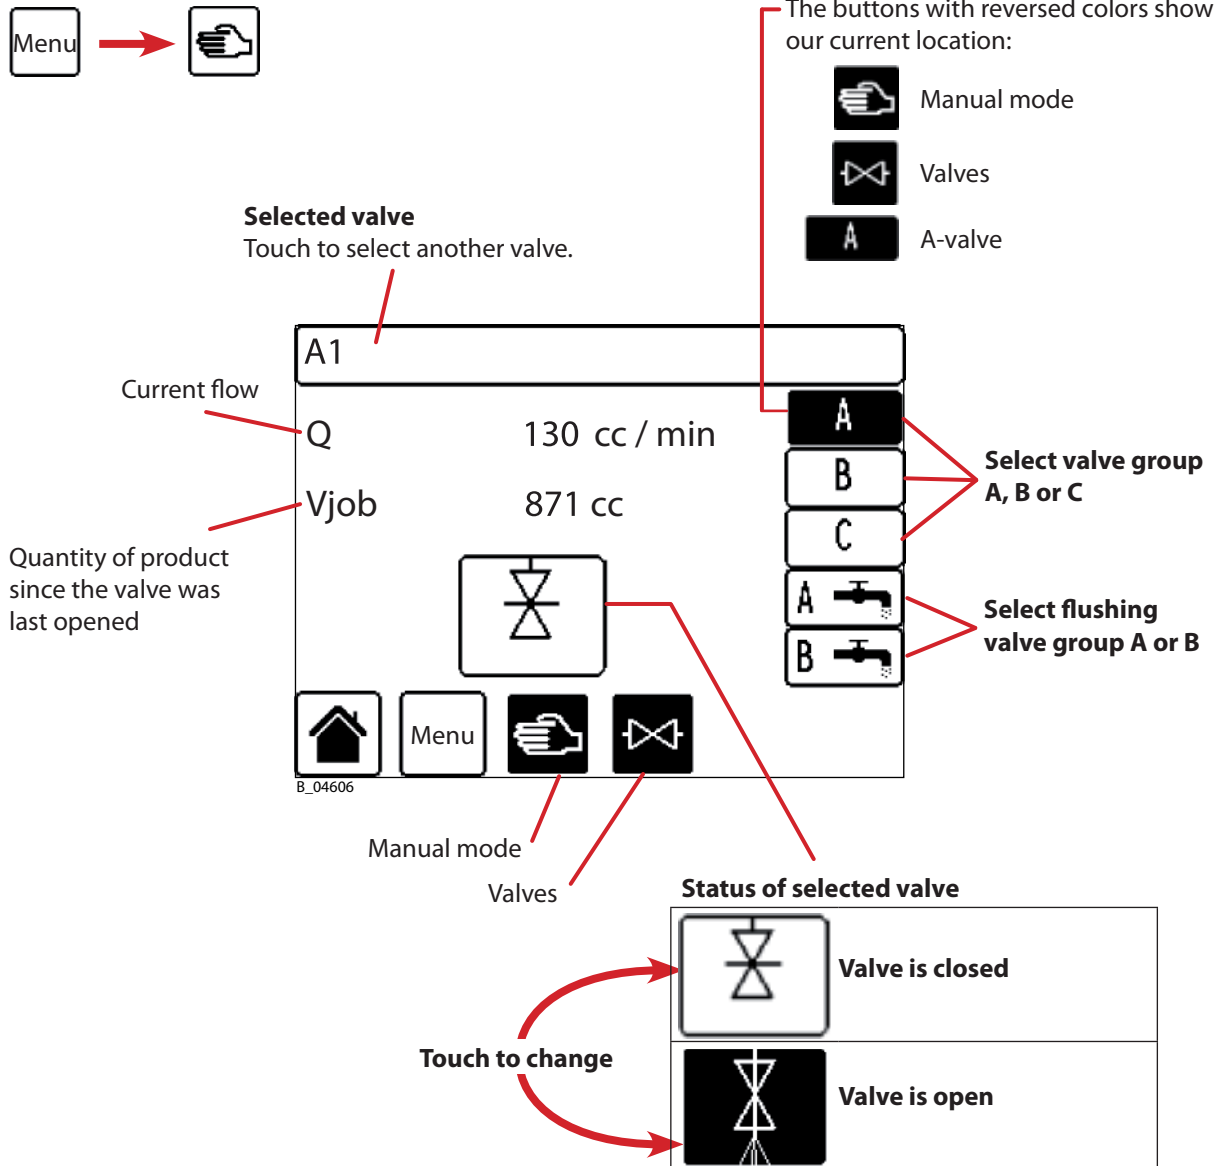 Menu
The buttons with reversed colors show
our current location:
Manual mode
Valves
A
A-valve
Selected valve
Touch to select another valve.
A1
Current flow
Q
130 cc / min
A
B
C
Select valve group
A, B or C
Vjob
871 cc
Quantity of product
since the valve was
last opened
A
B
Select flushing
valve group A or B
Menu
B_04606
Manual mode
Valves
Status of selected valve
Valve is closed
Touch to change
Valve is open